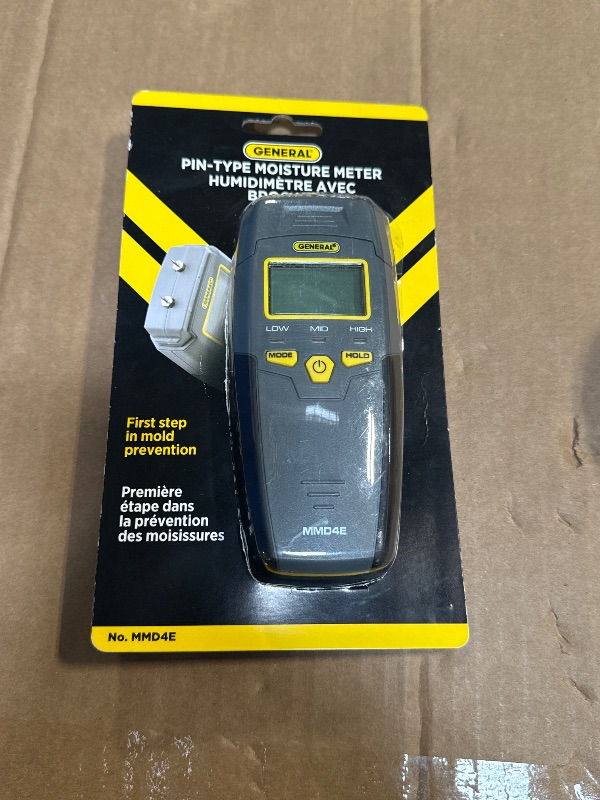 GENERAL
PIN-TYPE MOISTURE METER
HUMIDIMÈTRE AVEC
GENERAL
LOW MID HIGH
MODE HOLD
First step
in mold
prevention
Première
étape dans
la prévention
des moisissures
MMD4E
No. MMD4E